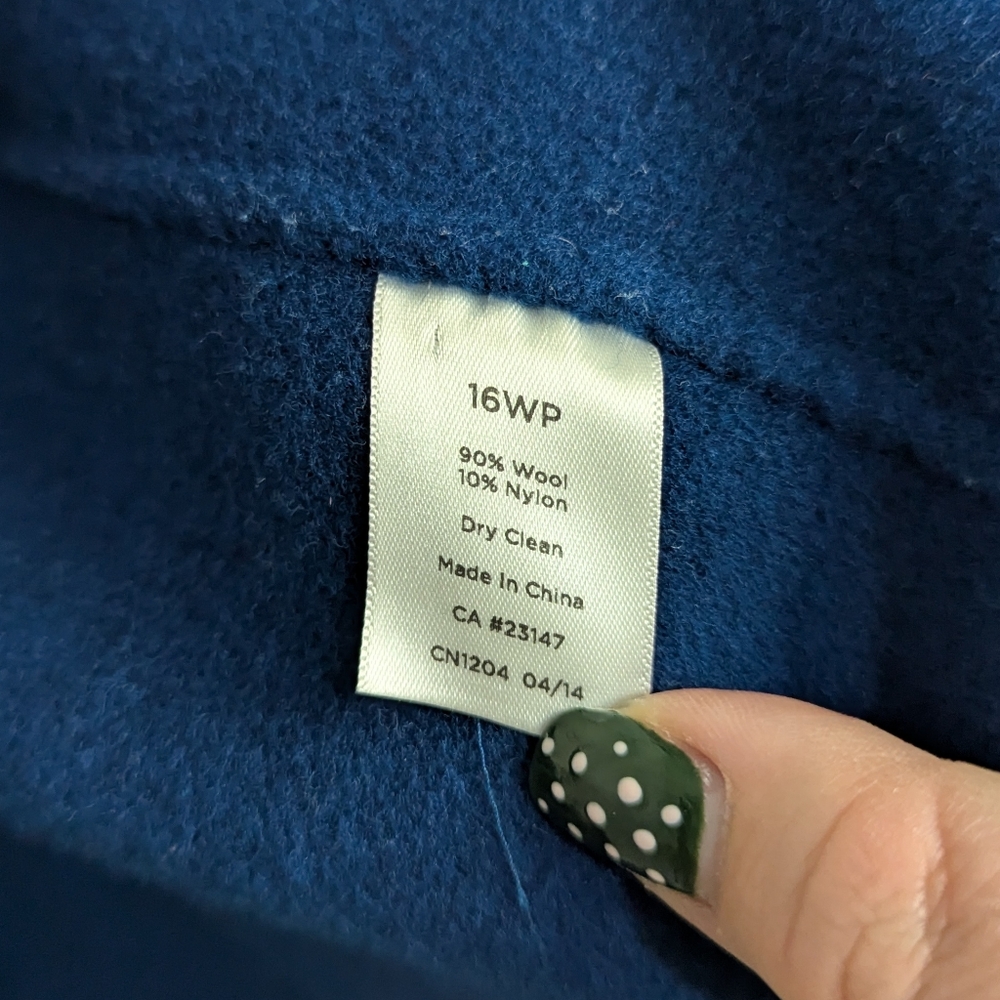 16WP
90% Wool
10% Nylon
Dry Clean
Made In China
CA #23147
CN1204 04/14